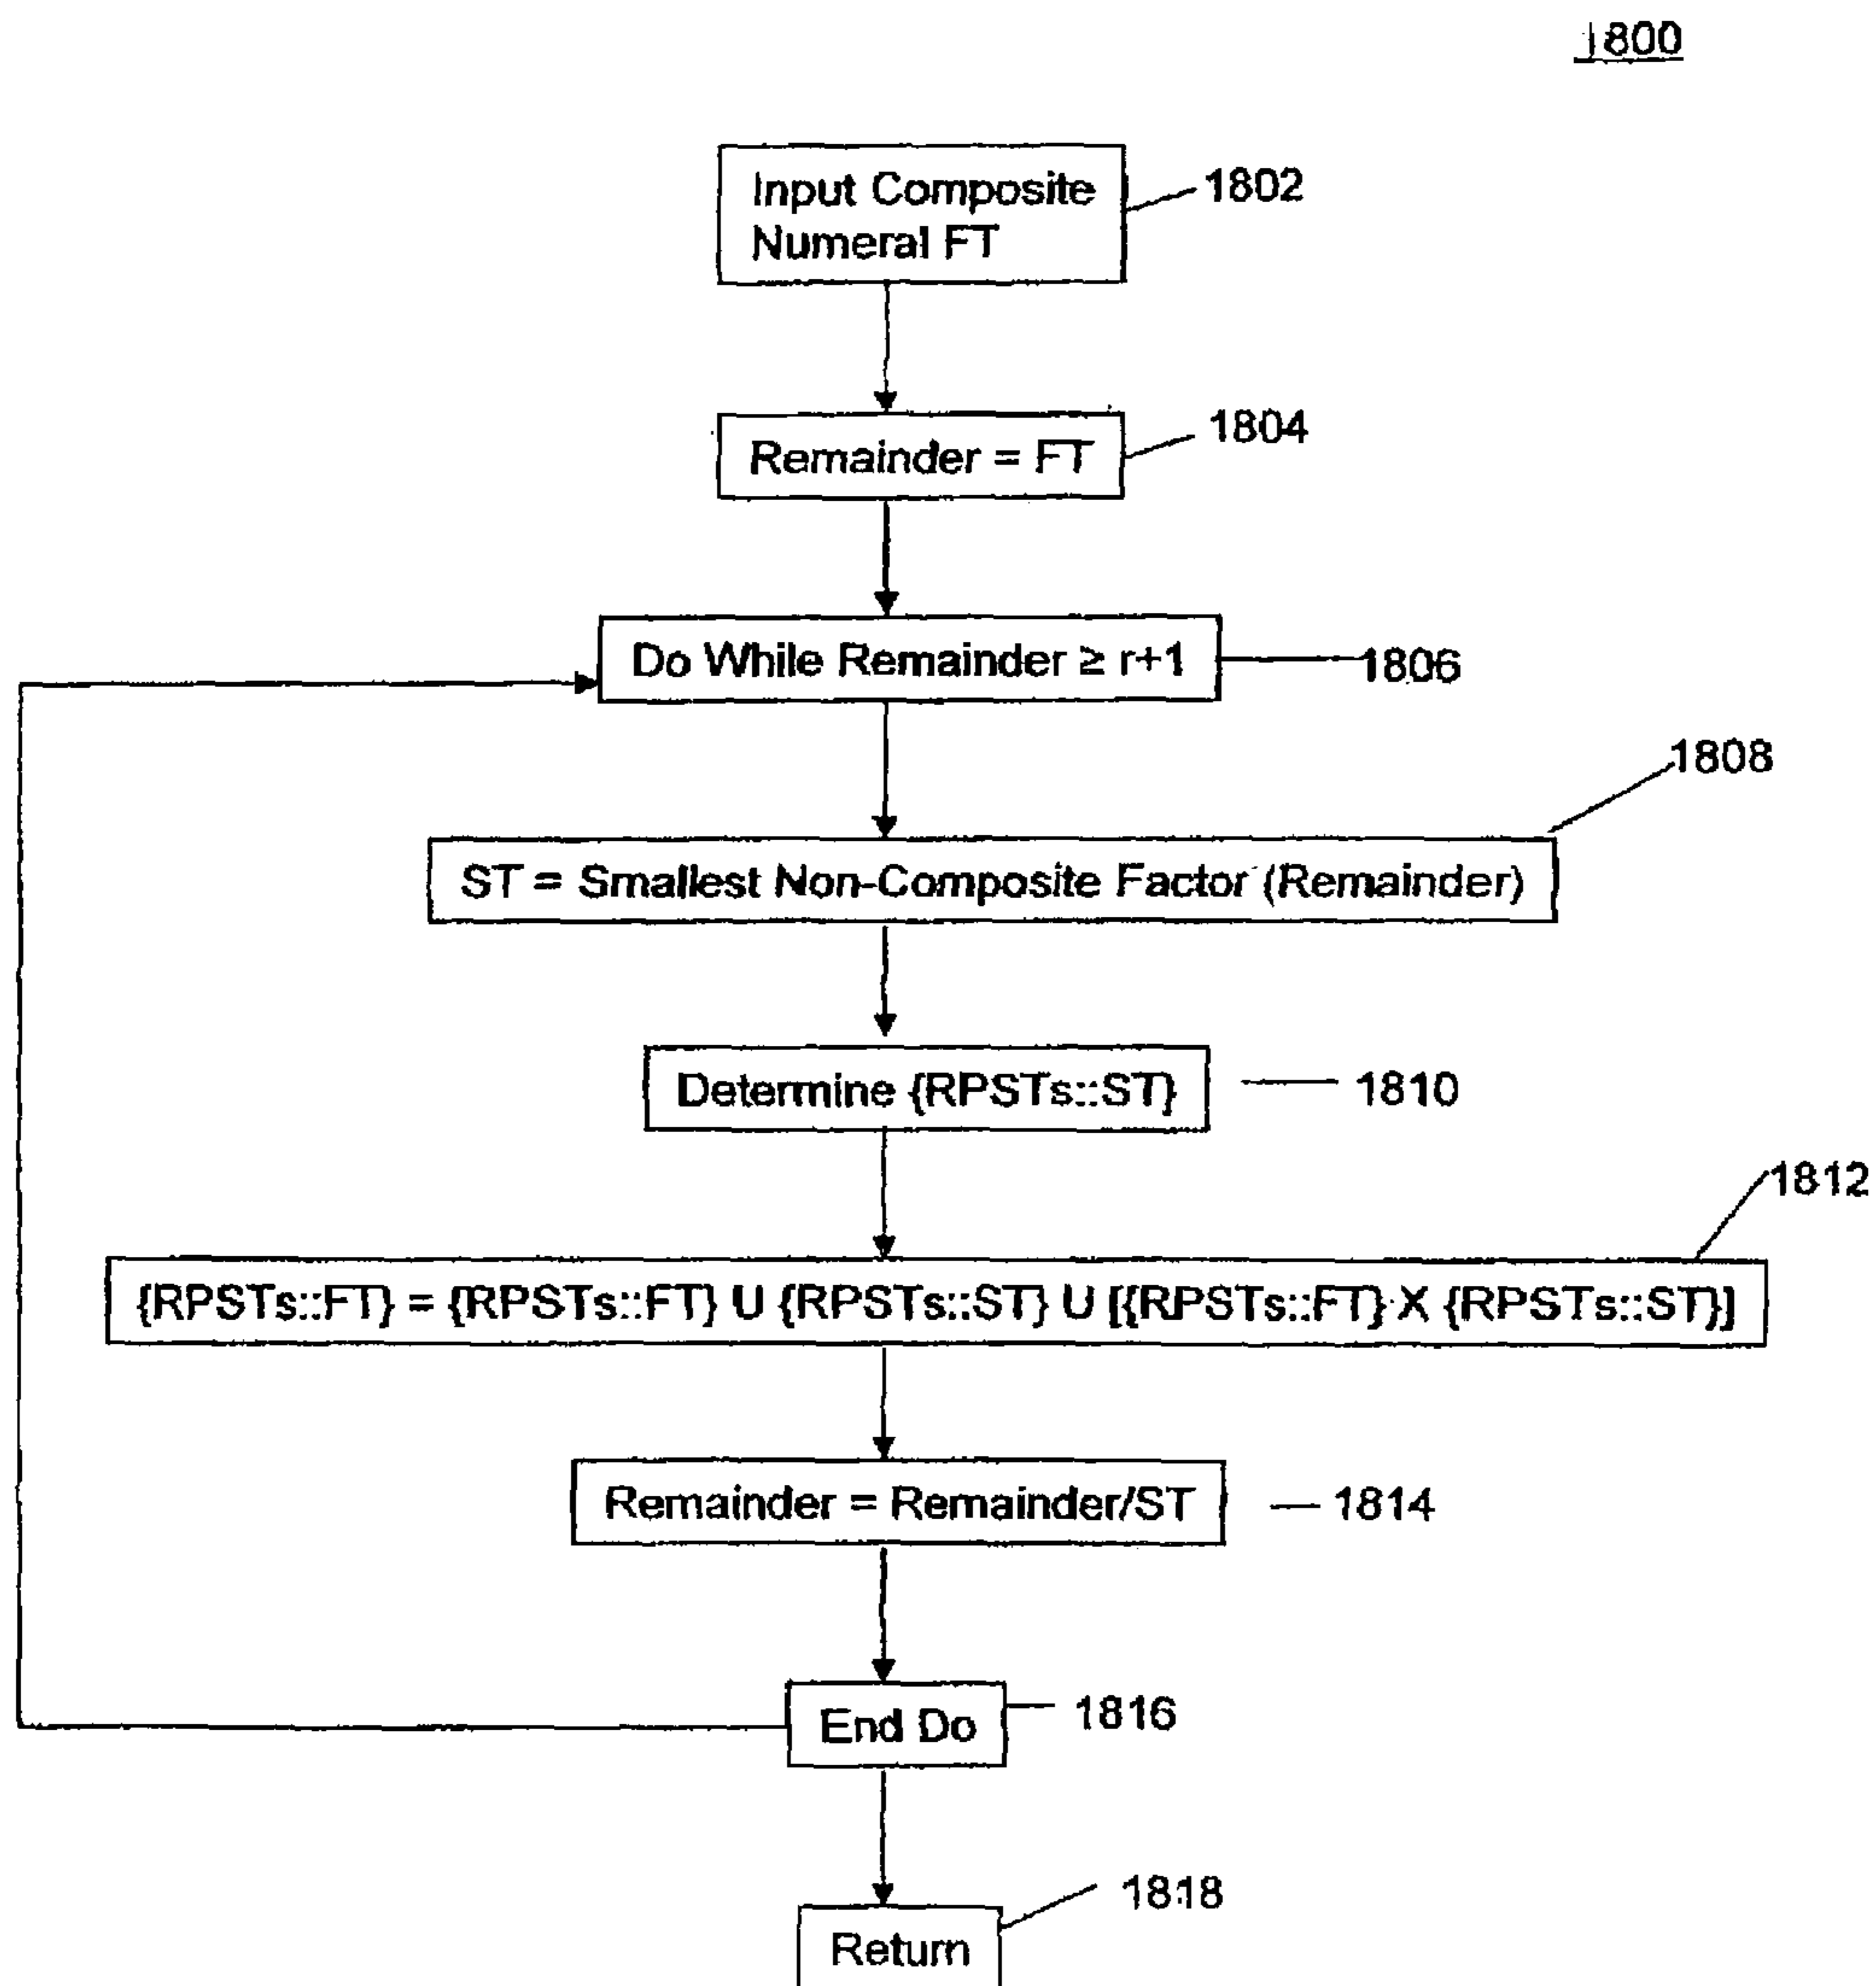 1800
Input Composite
Numeral FT
1802
Remainder = FT
1804
Do While Remainder ≥ r+1
1806
1808
ST = Smallest Non-Composite Factor (Remainder)
Determine {RPSTs::ST}
1810
1812
{RPSTs::FT} = {RPSTs::FT} U {RPSTs::ST} U [{RPSTs::FT} X {RPSTs::ST}]
Remainder = Remainder/ST
1814
End Do
1816
1818
Return